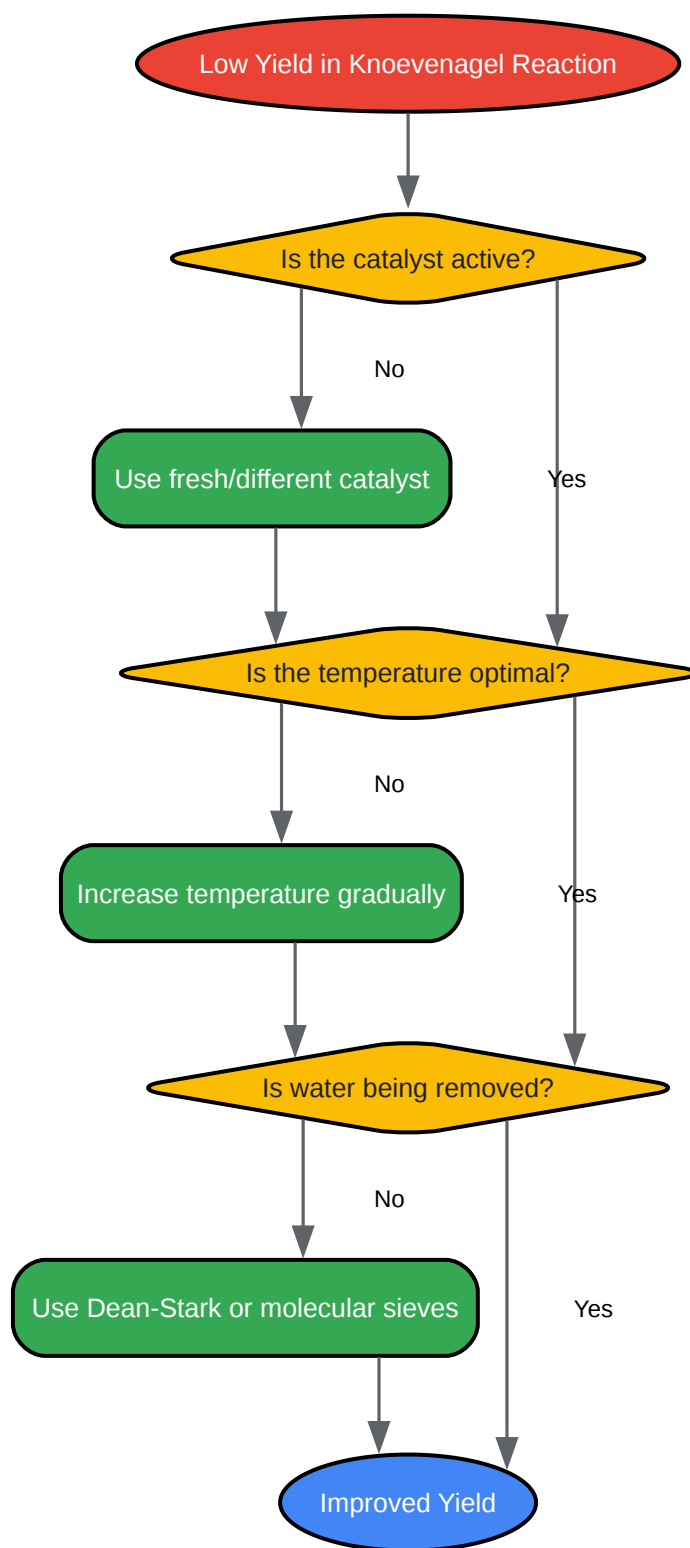 Low Yield in Knoevenagel Reaction
Is the catalyst active?
No
Use fresh/different catalyst
Yes
Is the temperature optimal?
No
Increase temperature gradually
Yes
Is water being removed?
No
Use Dean-Stark or molecular sieves
Yes
Improved Yield